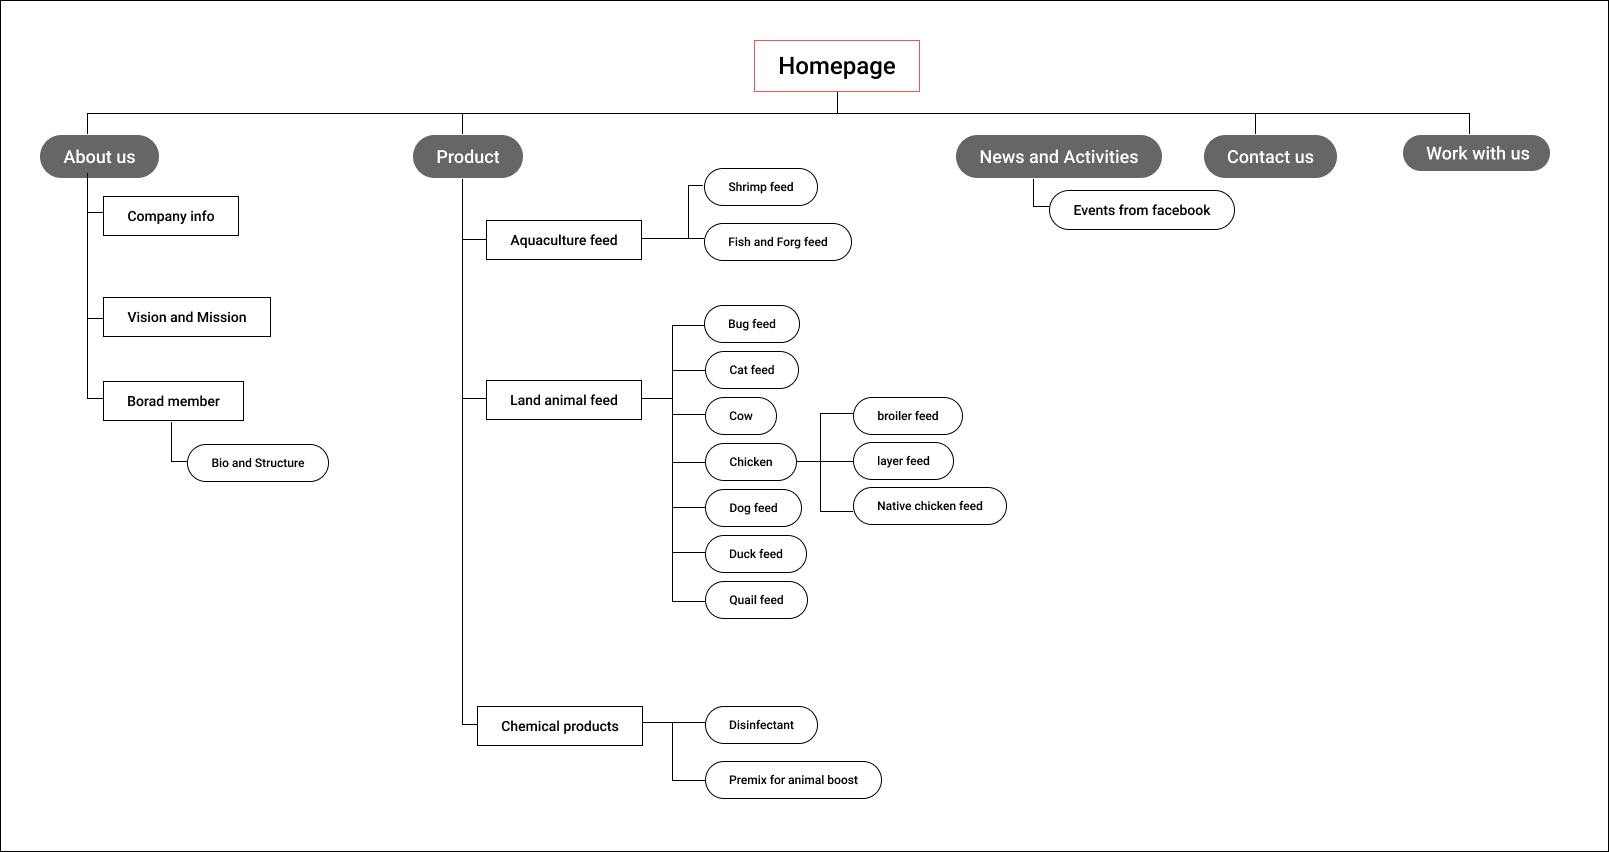 Homepage
About us
Product
News and Activities
Contact us
Work with us
Company info
Vision and Mission
Borad member
Bio and Structure
Aquaculture feed
Shrimp feed
Fish and Forg feed
Land animal feed
Bug feed
Cat feed
Cow
Chicken
broiler feed
layer feed
Native chicken feed
Dog feed
Duck feed
Quail feed
Chemical products
Disinfectant
Premix for animal boost
Events from facebook